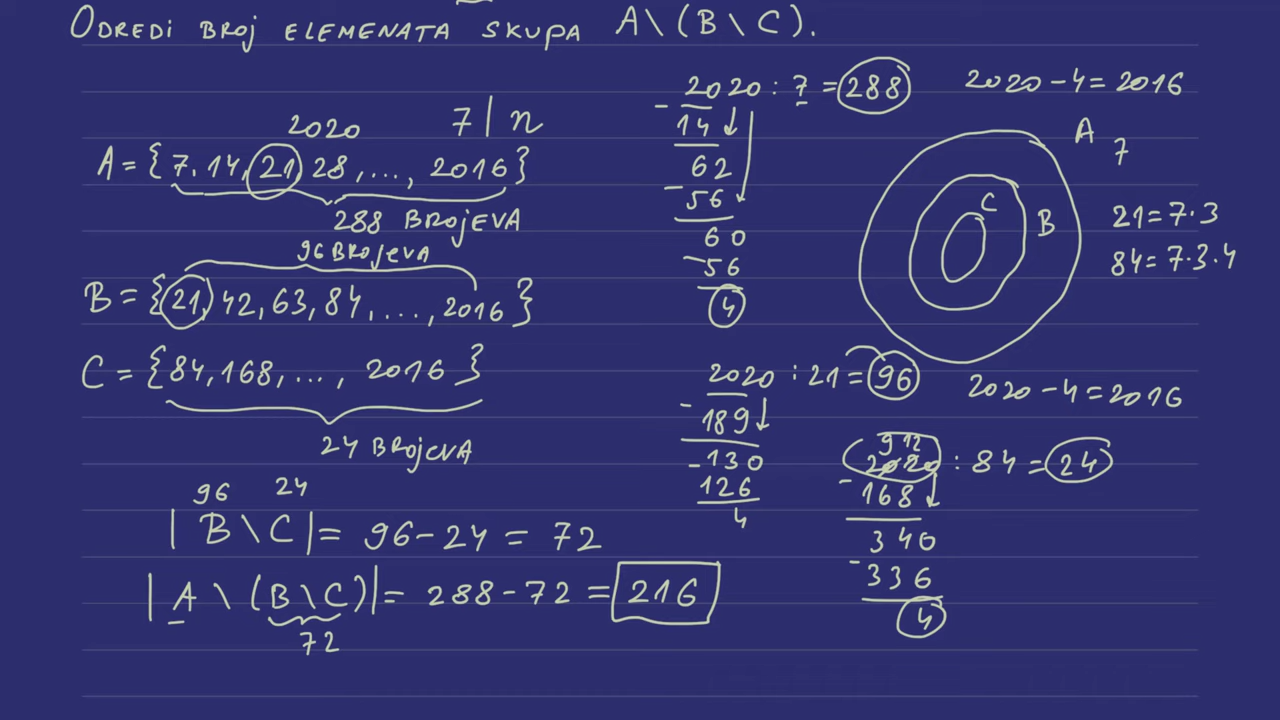 ODREDI BROJ ELEMENATA SKUPA A\(B\C).
2020 7|n
A={7.14,21,28,...,2016}
288 BROJEVA
96 BROJEVA
B={21,42,63,84,...,2016}
C={84,168,...,2016}
24 BROJEVA
96 24
|B\C|=96-24=72
|A\(B\C)|=288-72=216
72
2020:7=288
-14
62
-56
60
-56
4
2020-4=2016
A
7
C
B
21=7·3
84=7·3·4
2020:21=96
-189
-130
126
4
2020-4=2016
912
2020:84=24
-168
340
-336
4